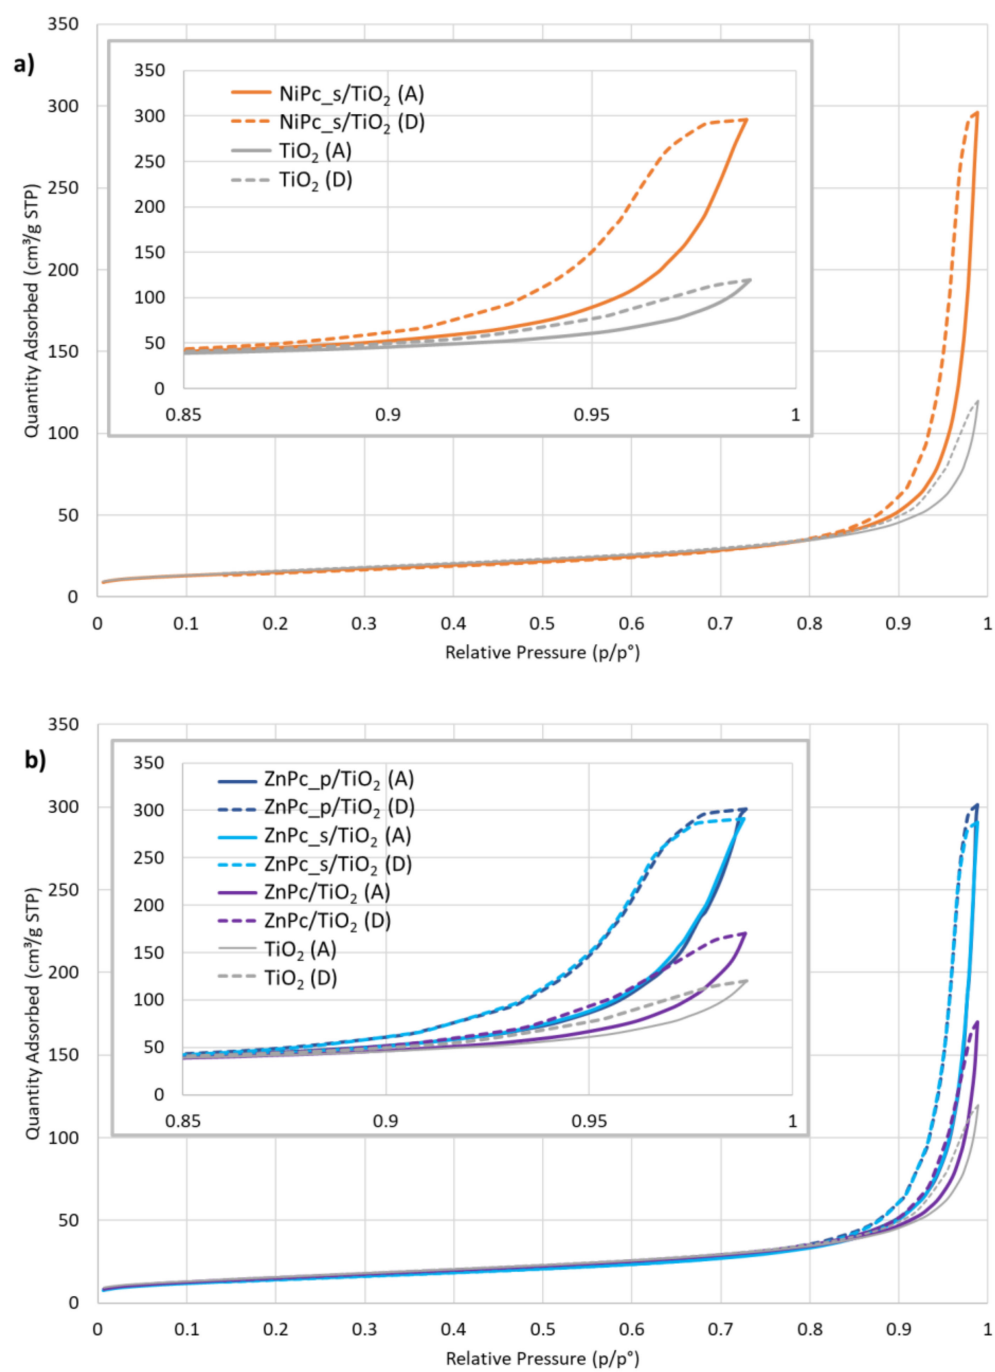 a)
Quantity Adsorbed (cm³/g STP)
350
300
250
200
150
100
50
0
350
300
250
200
150
100
50
0
NiPc_s/TiO₂ (A)
NiPc_s/TiO₂ (D)
TiO₂ (A)
TiO₂ (D)
0.85 0.9 0.95 1
0 0.1 0.2 0.3 0.4 0.5 0.6 0.7 0.8 0.9 1
Relative Pressure (p/p°)
b)
Quantity Adsorbed (cm³/g STP)
350
300
250
200
150
100
50
0
350
300
250
200
150
100
50
0
ZnPc_p/TiO₂ (A)
ZnPc_p/TiO₂ (D)
ZnPc_s/TiO₂ (A)
ZnPc_s/TiO₂ (D)
ZnPc/TiO₂ (A)
ZnPc/TiO₂ (D)
TiO₂ (A)
TiO₂ (D)
0.85 0.9 0.95 1
0 0.1 0.2 0.3 0.4 0.5 0.6 0.7 0.8 0.9 1
Relative Pressure (p/p°)